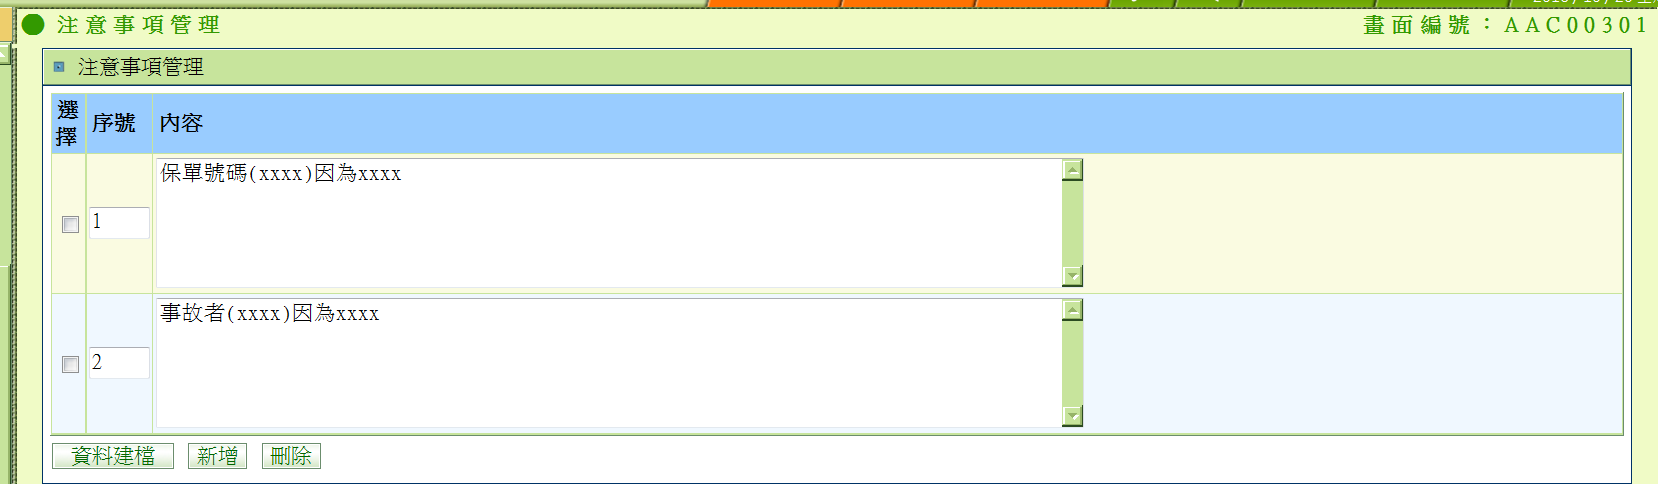 注意事項管理
畫面編號：AAC00301
注意事項管理
選擇 序號 內容
1 保單號碼(xxxx)因為xxxx
2 事故者(xxxx)因為xxxx
資料建檔 新增 刪除